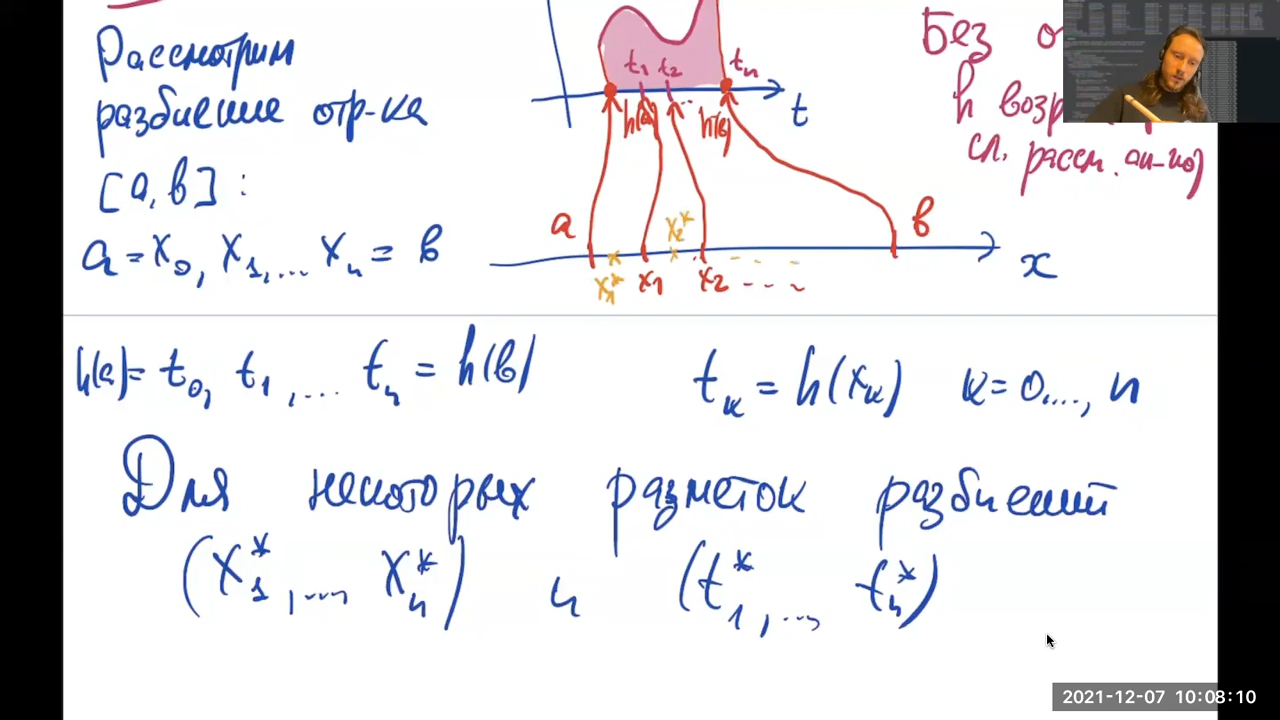 Рассмотрим
разбиение отр-ка
[a, b] :
a = x₀, x₁, ... xₙ = b
t₁ t₂ tₙ
h(a) h(b)
t
Без
h возр
сл. рассм. ан-но)
a x₂* b
x₁* x₁ x₂ - - -
x
h(a) = t₀, t₁, ... tₙ = h(b) tₖ = h(xₖ) k = 0, ..., n
Для некоторых разметок разбиений
(x₁*, ... xₙ*) и (t₁*, ... tₙ*)
2021-12-07 10:08:10